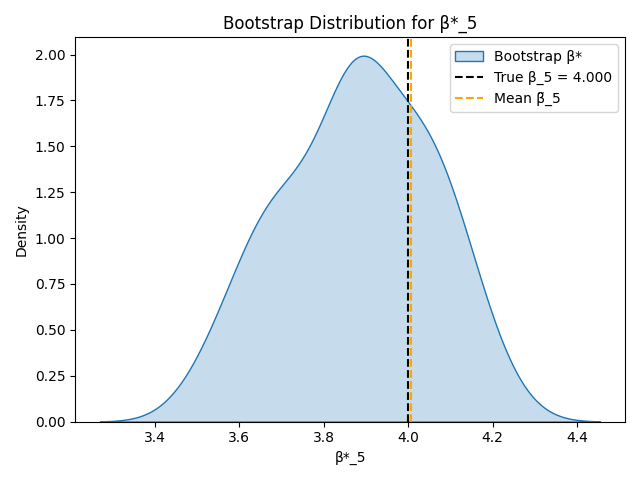 Bootstrap Distribution for β*_5
Bootstrap β*
True β_5 = 4.000
Mean β̂_5
2.00
1.75
1.50
1.25
1.00
0.75
0.50
0.25
0.00
Density
3.4 3.6 3.8 4.0 4.2 4.4
β*_5